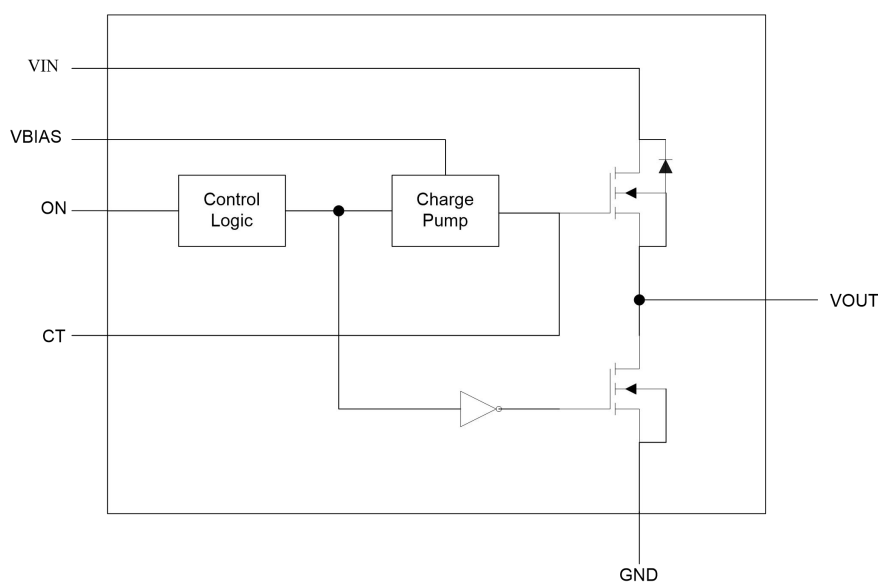 VIN
VBIAS
ON
Control
Logic
Charge
Pump
VOUT
CT
GND